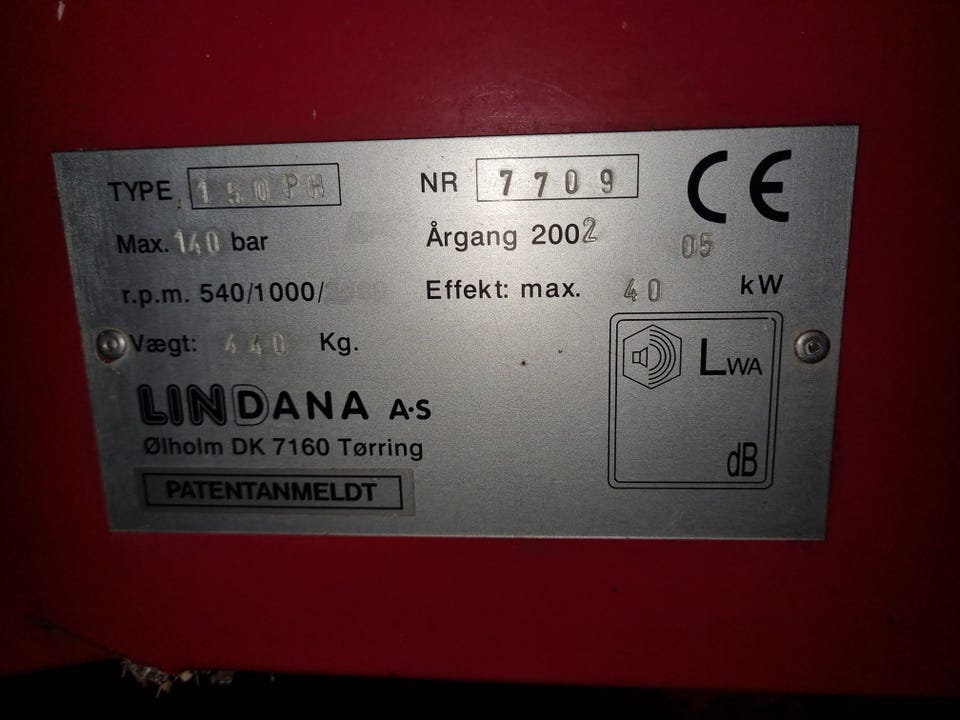 TYPE 150PH NR 7709 CE
Max. 140 bar Årgang 2002 05
r.p.m. 540/1000/ Effekt: max. 40 kW
Vægt: 440 Kg.
LWA
LINDANA A·S
Ølholm DK 7160 Tørring
dB
PATENTANMELDT